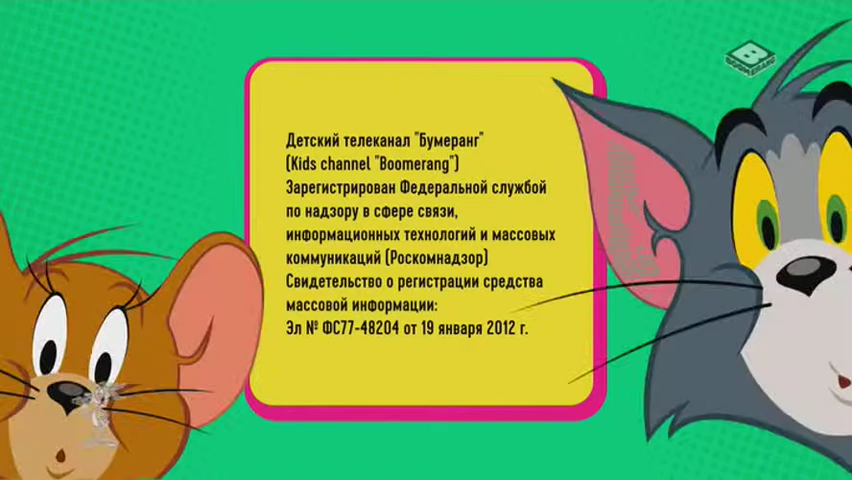 BOOMERANG
Детский телеканал "Бумеранг"
(Kids channel "Boomerang")
Зарегистрирован Федеральной службой
по надзору в сфере связи,
информационных технологий и массовых
коммуникаций (Роскомнадзор)
Свидетельство о регистрации средства
массовой информации:
Эл № ФС77-48204 от 19 января 2012 г.